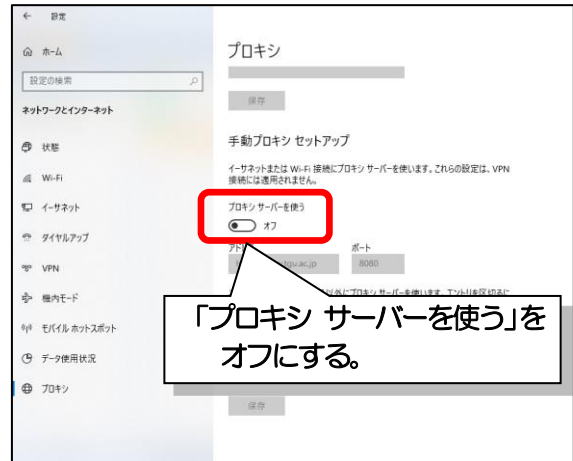 ← 設定
ホーム
設定の検索
ネットワークとインターネット
状態
Wi-Fi
イーサネット
ダイヤルアップ
VPN
機内モード
モバイル ホットスポット
データ使用状況
プロキシ
プロキシ
保存
手動プロキシ セットアップ
イーサネットまたは Wi-Fi 接続にプロキシ サーバーを使います。これらの設定は、VPN
接続には適用されません。
プロキシ サーバーを使う
オフ
ポート
8080
「プロキシ サーバーを使う」を
オフにする。
保存